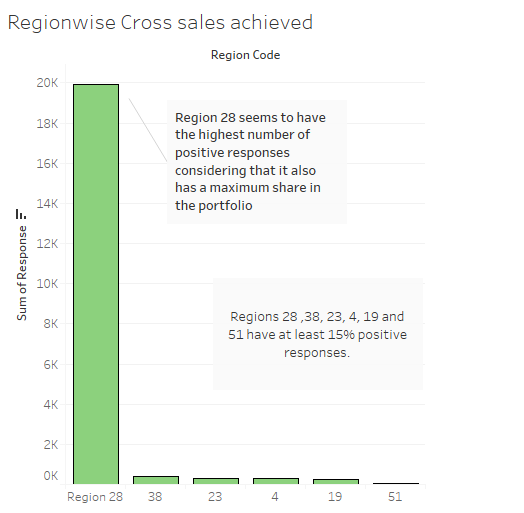 Regionwise Cross sales achieved
Region Code
20K
18K
16K
14K
12K
10K
8K
6K
4K
2K
0K
Sum of Response
Region 28 seems to have
the highest number of
positive responses
considering that it also
has a maximum share in
the portfolio
Regions 28 ,38, 23, 4, 19 and
51 have at least 15% positive
responses.
Region 28 38 23 4 19 51